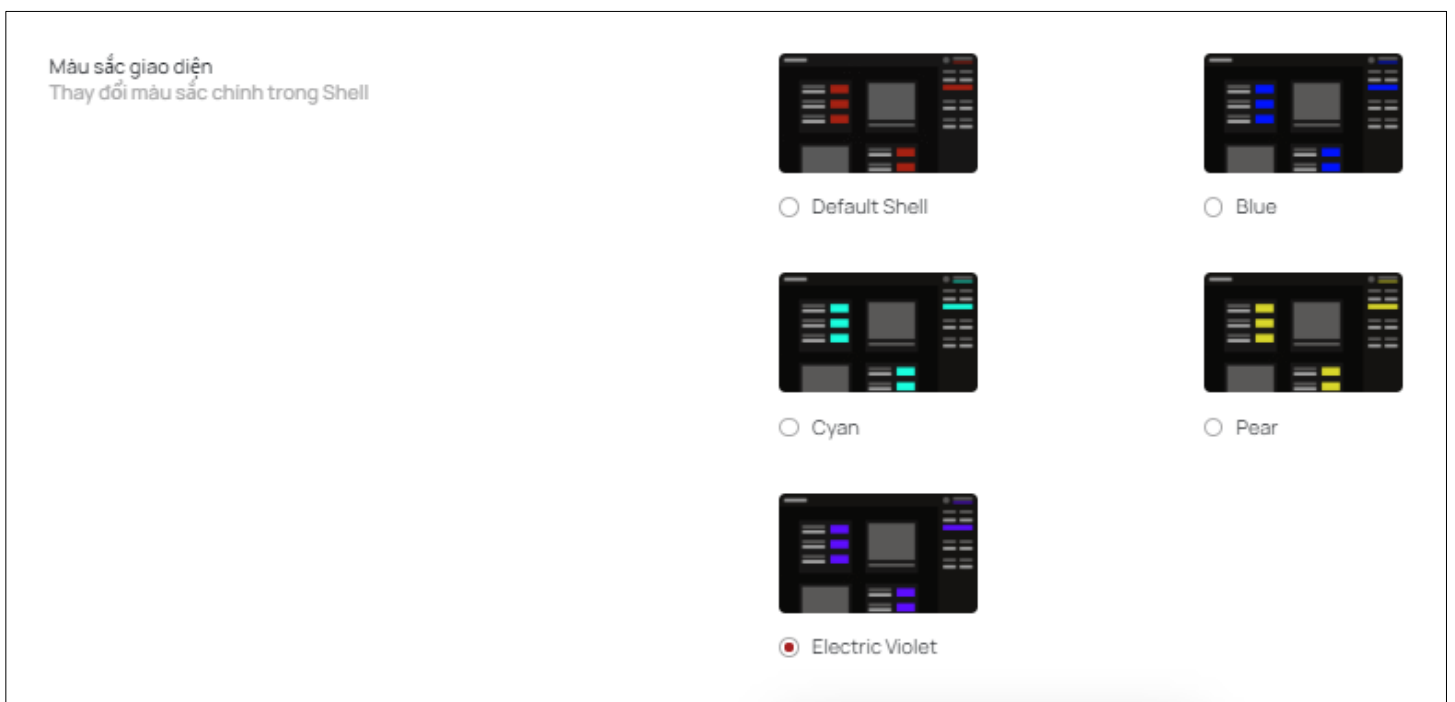 Màu sắc giao diện
Thay đổi màu sắc chính trong Shell
Default Shell
Blue
Cyan
Pear
Electric Violet